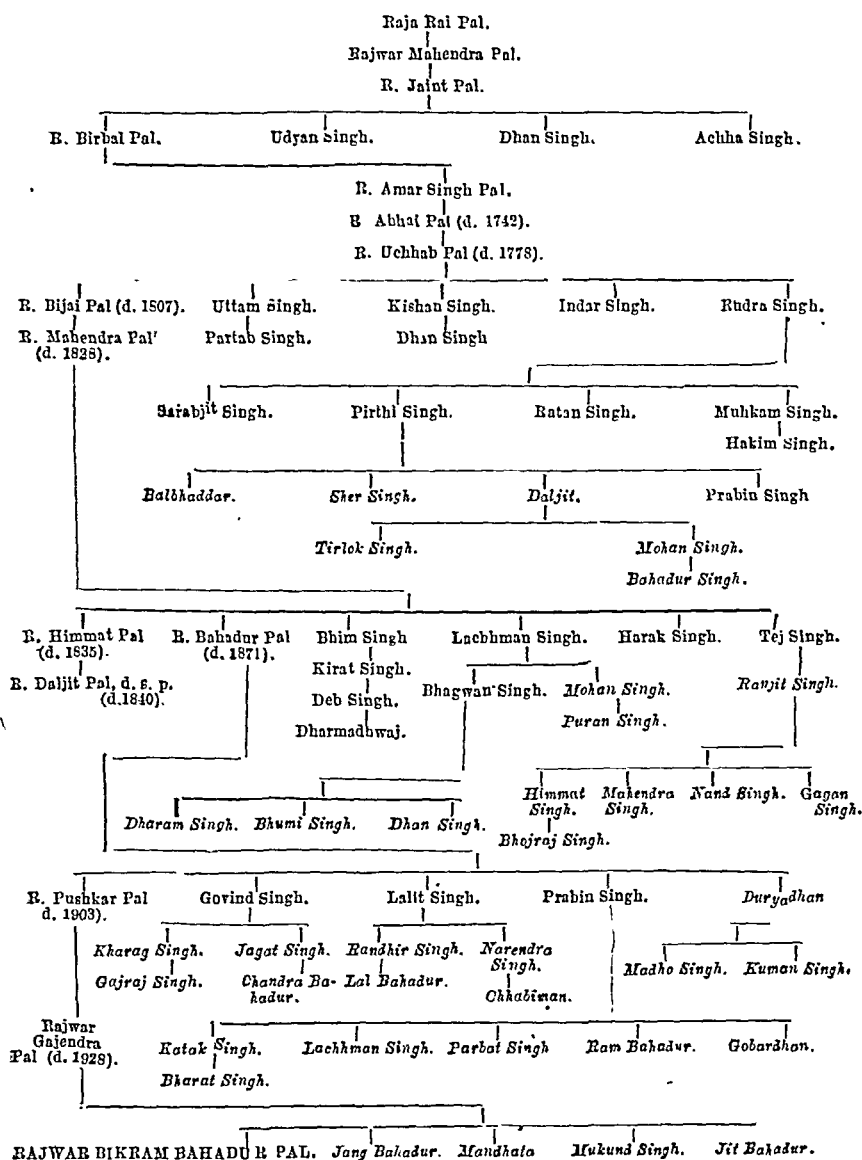 Raja Rai Pal.
Rajwar Mahendra Pal.
R. Jaint Pal.
R. Birbal Pal. Udyan Singh. Dhan Singh. Achha Singh.
R. Amar Singh Pal.
R Abhai Pal (d. 1742).
R. Uchhab Pal (d. 1778).
R. Bijai Pal (d. 1807). Uttam Singh. Kishan Singh. Indar Singh. Rudra Singh.
R. Mahendra Pal Partab Singh. Dhan Singh
(d. 1828).
Sarabjit Singh. Pirthi Singh. Ratan Singh. Muhkam Singh.
Hakim Singh.
Balbhaddar. Sher Singh. Daljit. Prabin Singh
Tirlok Singh. Mohan Singh.
Bahadur Singh.
R. Himmat Pal R. Bahadur Pal Bhim Singh Lachhman Singh. Harak Singh. Tej Singh.
(d. 1835). (d. 1871).
Kirat Singh.
R. Daljit Pal, d. s. p. Bhagwan Singh. Mohan Singh. Ranjit Singh.
(d.1840). Deb Singh.
Puran Singh.
Dharmadhwaj.
Himmat Mahendra Nand Singh. Gagan
Singh. Singh. Singh.
Dharam Singh. Bhumi Singh. Dhan Singh.
Bhojraj Singh.
R. Pushkar Pal Govind Singh. Lalit Singh. Prabin Singh. Duryadhan
d. 1903).
Kharag Singh. Jagat Singh. Randhir Singh. Narendra
Singh.
Madho Singh. Kuman Singh.
Gajraj Singh. Chandra Ba- Lal Bahadur.
hadur. Chhabiman.
Rajwar
Gajendra
Pal (d. 1928). Katak Singh. Lachhman Singh. Parbat Singh Ram Bahadur. Gobardhan.
Bharat Singh.
RAJWAR BIKRAM BAHADUR PAL. Jang Bahadur. Mandhata Mukund Singh. Jit Bahadur.